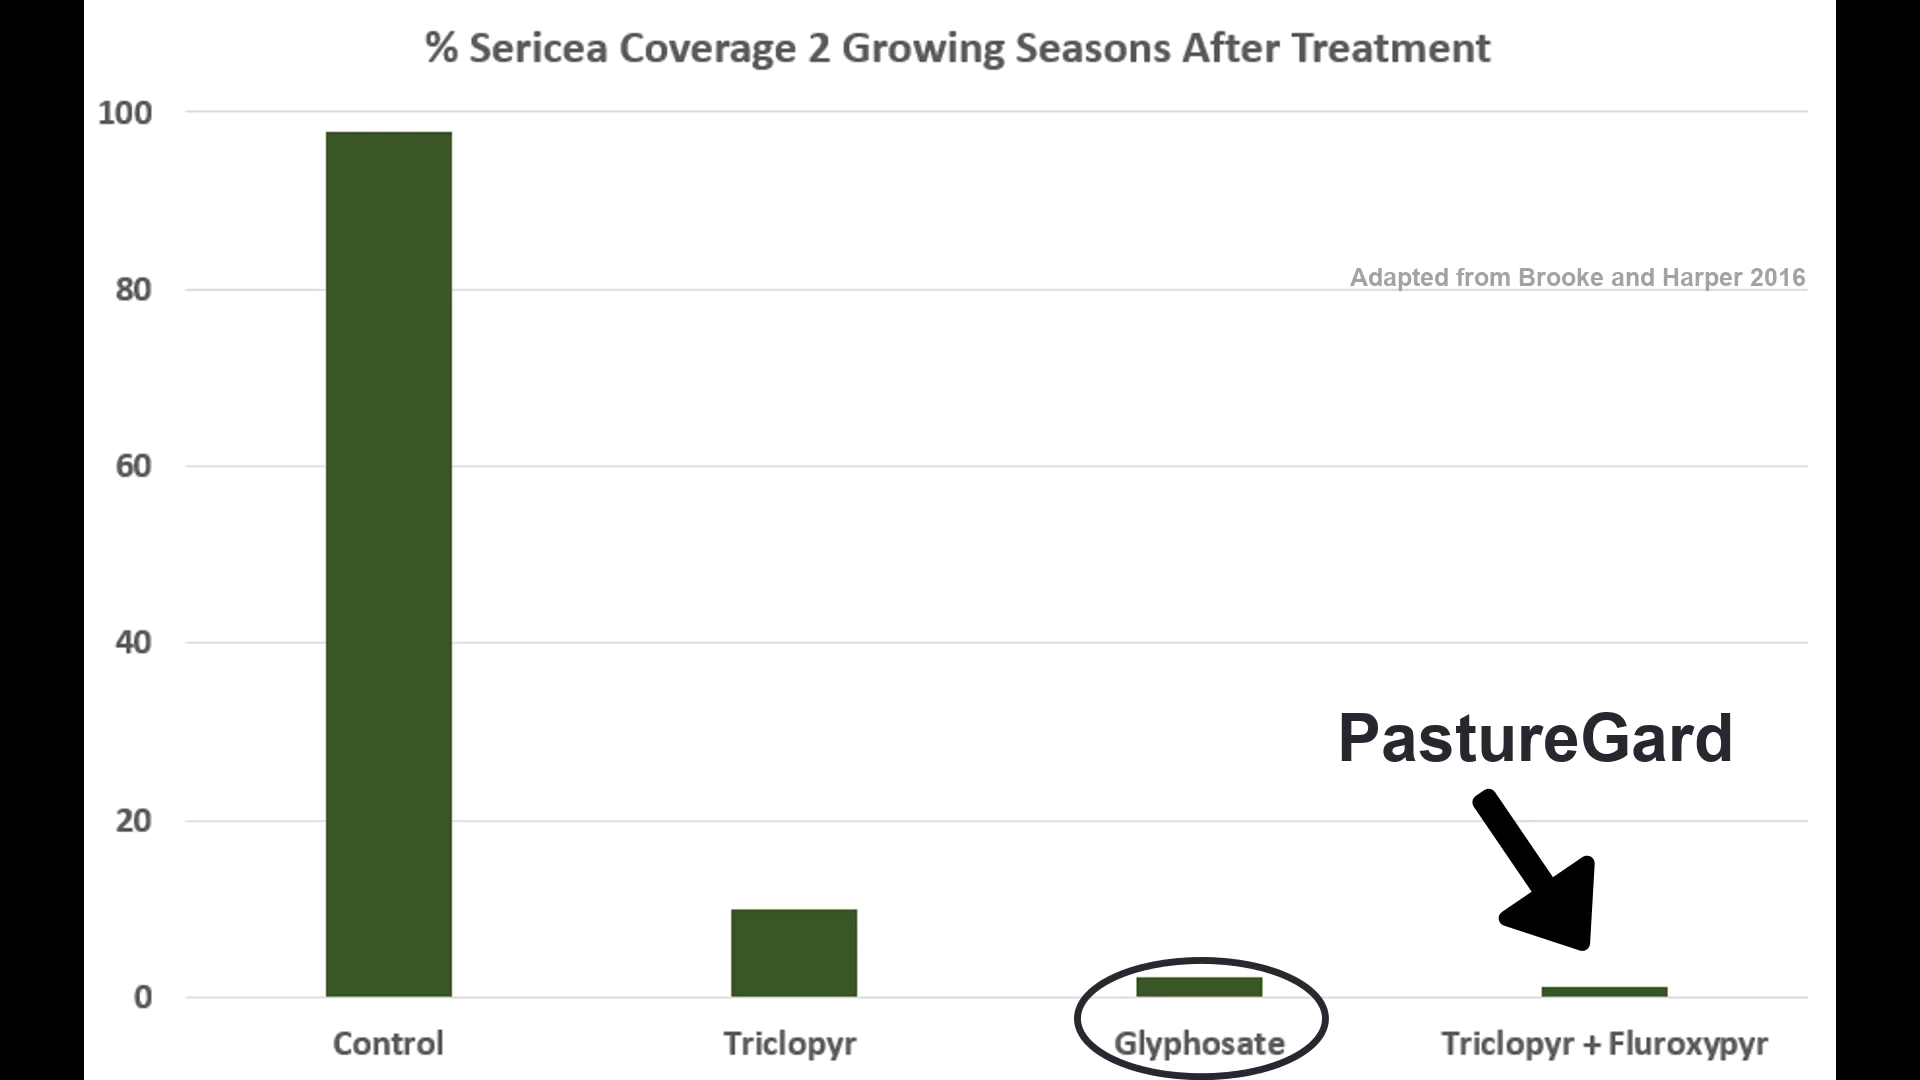 % Sericea Coverage 2 Growing Seasons After Treatment
100
80
Adapted from Brooke and Harper 2016
60
40
PastureGard
20
0
Control
Triclopyr
Glyphosate
Triclopyr + Fluroxypyr